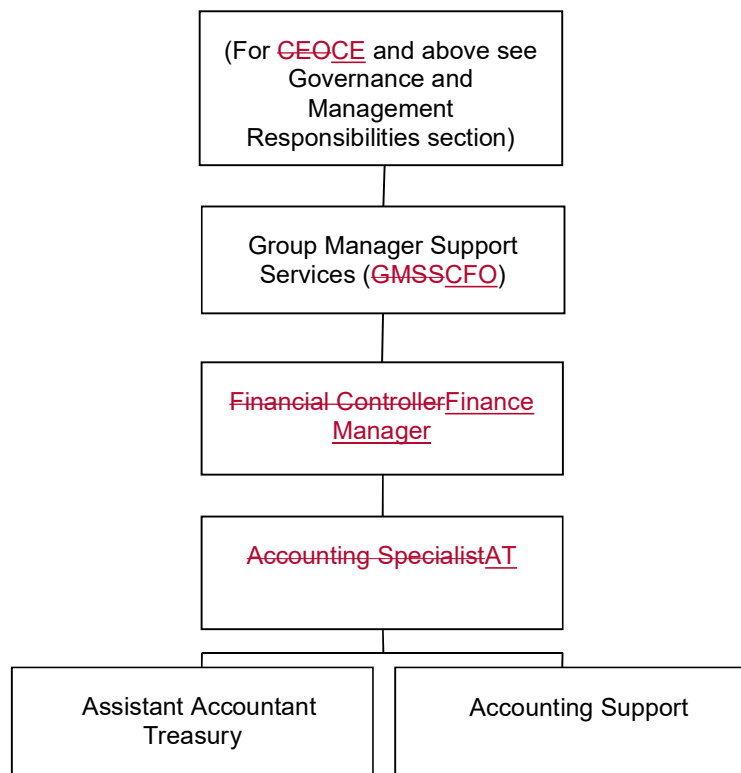 (For CEOCE and above see
Governance and
Management
Responsibilities section)
Group Manager Support
Services (GMSSCFO)
Financial ControllerFinance
Manager
Accounting SpecialistAT
Assistant Accountant
Treasury
Accounting Support